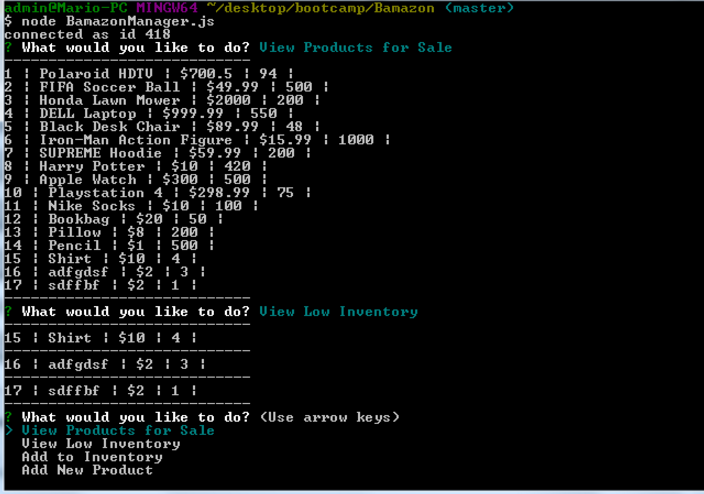 admin@Mario-PC MINGW64 ~/desktop/bootcamp/Bamazon (master)
$ node BamazonManager.js
connected as id 418
? What would you like to do? View Products for Sale
----------------------------
1 | Polaroid HDTV | $700.5 | 94 |
2 | FIFA Soccer Ball | $49.99 | 500 |
3 | Honda Lawn Mower | $2000 | 200 |
4 | DELL Laptop | $999.99 | 550 |
5 | Black Desk Chair | $89.99 | 48 |
6 | Iron-Man Action Figure | $15.99 | 1000 |
7 | SUPREME Hoodie | $59.99 | 200 |
8 | Harry Potter | $10 | 420 |
9 | Apple Watch | $300 | 500 |
10 | Playstation 4 | $298.99 | 75 |
11 | Nike Socks | $10 | 100 |
12 | Bookbag | $20 | 50 |
13 | Pillow | $8 | 200 |
14 | Pencil | $1 | 500 |
15 | Shirt | $10 | 4 |
16 | adfgdsf | $2 | 3 |
17 | sdffbf | $2 | 1 |
----------------------------
? What would you like to do? View Low Inventory
----------------------------
15 | Shirt | $10 | 4 |
----------------------------
16 | adfgdsf | $2 | 3 |
----------------------------
17 | sdffbf | $2 | 1 |
----------------------------
? What would you like to do? (Use arrow keys)
> View Products for Sale
View Low Inventory
Add to Inventory
Add New Product